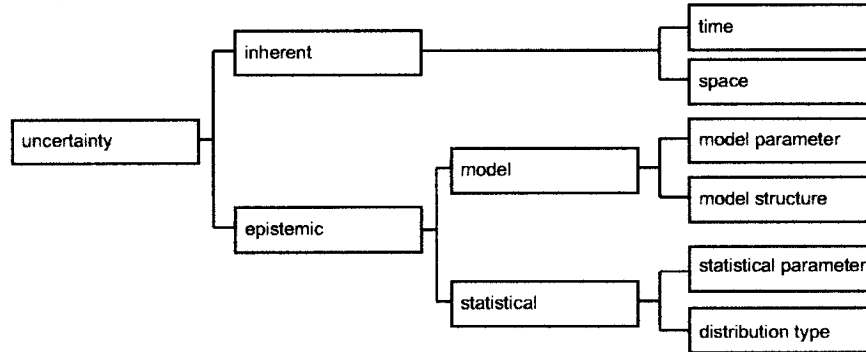 time
inherent
space
uncertainty
model parameter
model
model structure
epistemic
statistical parameter
statistical
distribution type